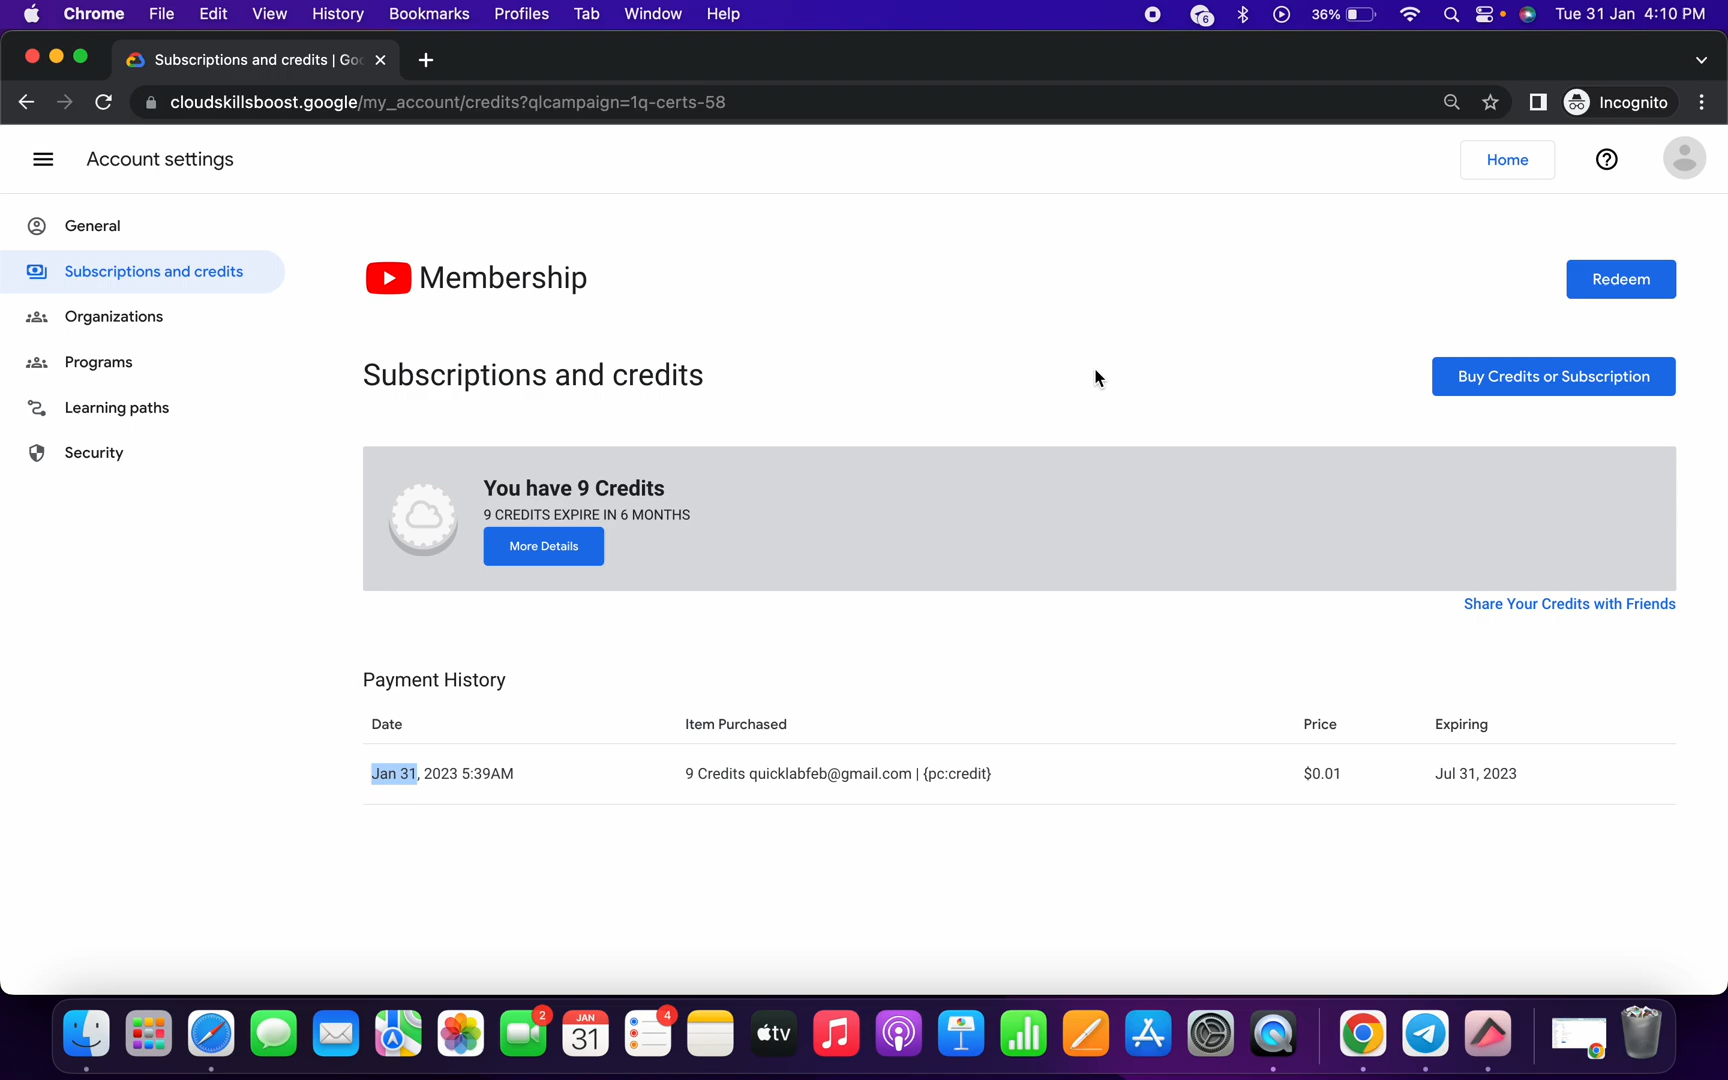 Chrome File Edit View History Bookmarks Profiles Tab Window Help 6 36% Tue 31 Jan 4:10 PM
Subscriptions and credits | Goo
cloudskillsboost.google/my_account/credits?qlcampaign=1q-certs-58 Incognito
Account settings Home
General
Subscriptions and credits
Organizations
Programs
Learning paths
Security
Membership Redeem
Subscriptions and credits Buy Credits or Subscription
You have 9 Credits
9 CREDITS EXPIRE IN 6 MONTHS
More Details
Share Your Credits with Friends
Payment History
Date Item Purchased Price Expiring
Jan 31, 2023 5:39AM 9 Credits quicklabfeb@gmail.com | {pc:credit} $0.01 Jul 31, 2023
2 JAN 31 4 tv